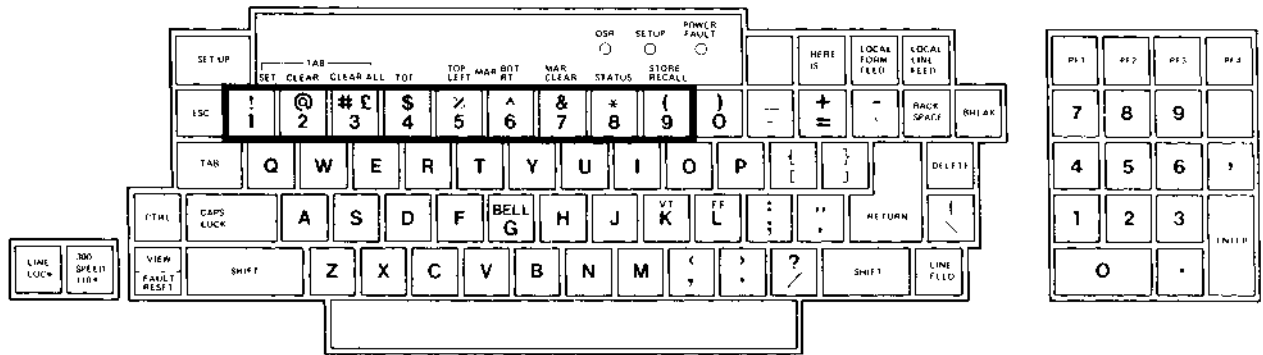 DSR SETUP POWER FAULT
SET UP TAB HERE IS LOCAL FORM FEED LOCAL LINE FEED PF1 PF2 PF3 PF4
SET CLEAR CLEAR ALL TOF TOP LEFT MAR BOT RT MAR CLEAR STATUS STORE RECALL
ESC ! 1 @ 2 # £ 3 $ 4 % 5 ^ 6 & 7 * 8 ( 9 ) 0 — - + = ~ ` BACK SPACE BREAK 7 8 9
TAB Q W E R T Y U I O P { [ } ] DELETE 4 5 6 ,
CTRL CAPS LOCK A S D F BELL G H J VT K FF L : ; " ' RETURN | \ 1 2 3 ENTER
LINE LOCK 300 SPEED VIEW FAULT RESET SHIFT Z X C V B N M < , > . ? / SHIFT LINE FEED 0 .